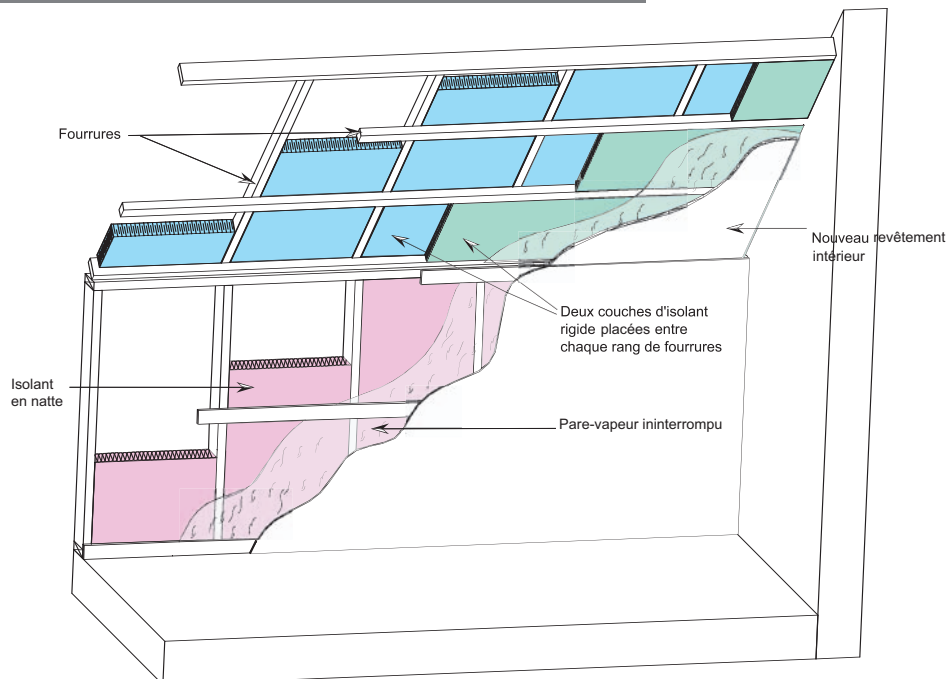 Fourrures
Nouveau revêtement
intérieur
Deux couches d'isolant
rigide placées entre
chaque rang de fourrures
Isolant
en natte
Pare-vapeur ininterrompu